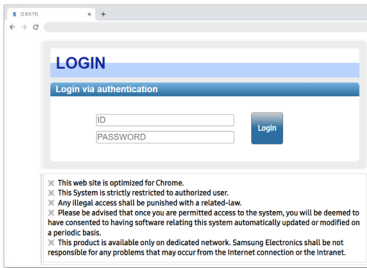 LOGIN
Login via authentication
ID
PASSWORD
Login
※ This web site is optimized for Chrome.
※ This System is strictly restricted to authorized user.
※ Any illegal access shall be punished with a related-law.
※ Please be advised that once you are permitted access to the system, you will be deemed to
have consented to having software relating this system automatically updated or modified on
a periodic basis.
※ This product is available only on dedicated network. Samsung Electronics shall be not
responsible for any problems that may occur from the Internet connection or the Intranet.